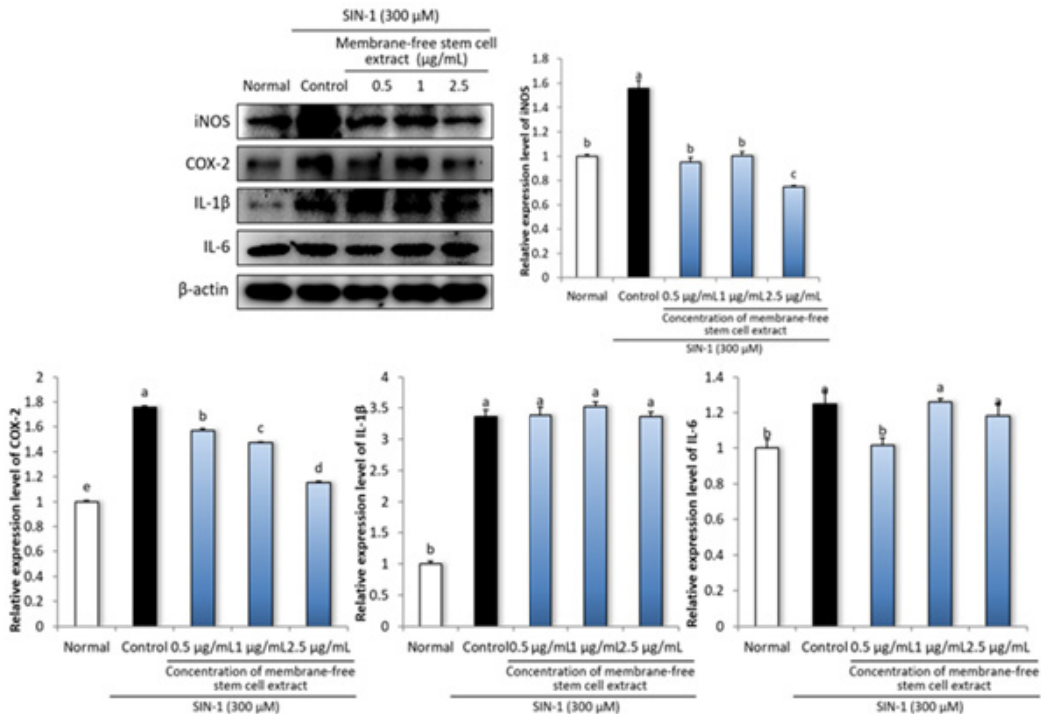 SIN-1 (300 μM)
Membrane-free stem cell
extract (μg/mL)
Normal Control 0.5 1 2.5
iNOS
COX-2
IL-1β
IL-6
β-actin
Relative expression level of iNOS
1.8
1.6
1.4
1.2
1
0.8
0.6
0.4
0.2
0
b a b b c
Normal Control 0.5 μg/mL 1 μg/mL 2.5 μg/mL
Concentration of membrane-free
stem cell extract
SIN-1 (300 μM)
Relative expression level of COX-2
2
1.8
1.6
1.4
1.2
1
0.8
0.6
0.4
0.2
0
e a b c d
Normal Control 0.5 μg/mL 1 μg/mL 2.5 μg/mL
Concentration of membrane-free
stem cell extract
SIN-1 (300 μM)
Relative expression level of IL-1β
4
3.5
3
2.5
2
1.5
1
0.5
0
b a a a a
Normal Control 0.5 μg/mL 1 μg/mL 2.5 μg/mL
Concentration of membrane-free
stem cell extract
SIN-1 (300 μM)
Relative expression level of IL-6
1.4
1.2
1
0.8
0.6
0.4
0.2
0
b a b a a
Normal Control 0.5 μg/mL 1 μg/mL 2.5 μg/mL
Concentration of membrane-free
stem cell extract
SIN-1 (300 μM)